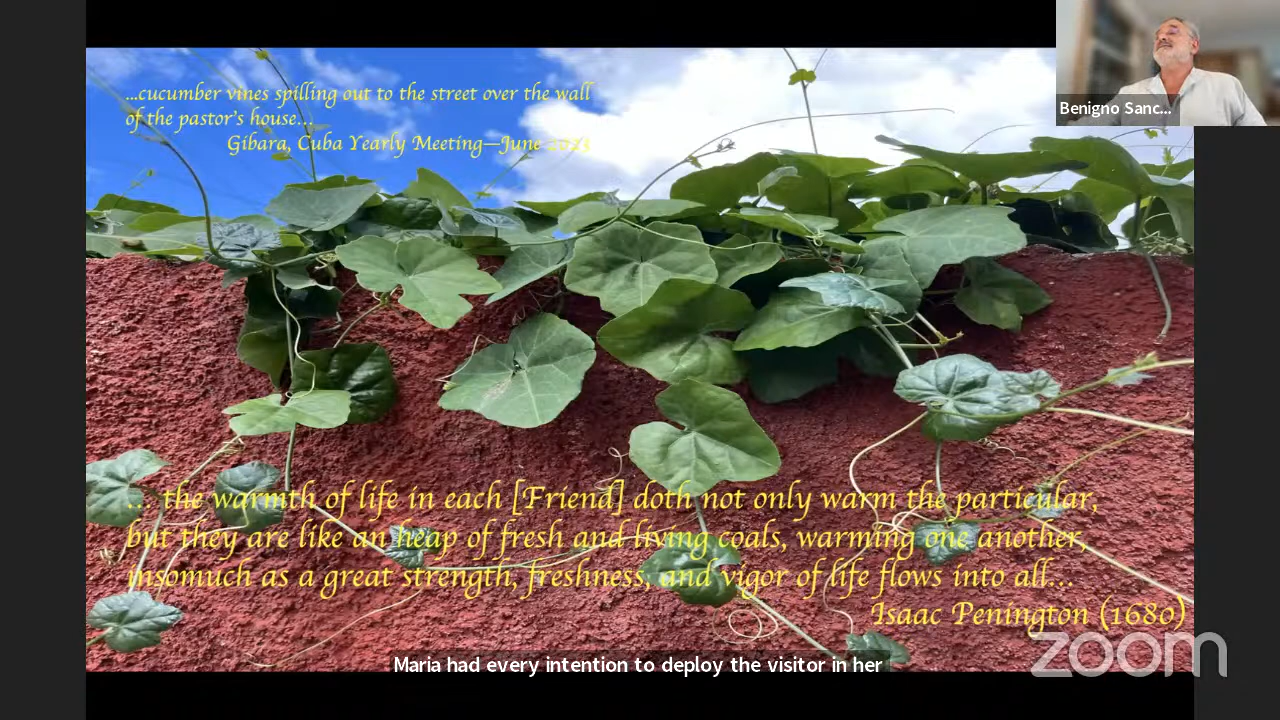 ...cucumber vines spilling out to the street over the wall
of the pastor's house...
Gibara, Cuba Yearly Meeting—June 2023
Benigno Sanc...
... the warmth of life in each [Friend] doth not only warm the particular,
but they are like an heap of fresh and living coals, warming one another,
insomuch as a great strength, freshness, and vigor of life flows into all...
Isaac Penington (1680)
zoom
Maria had every intention to deploy the visitor in her